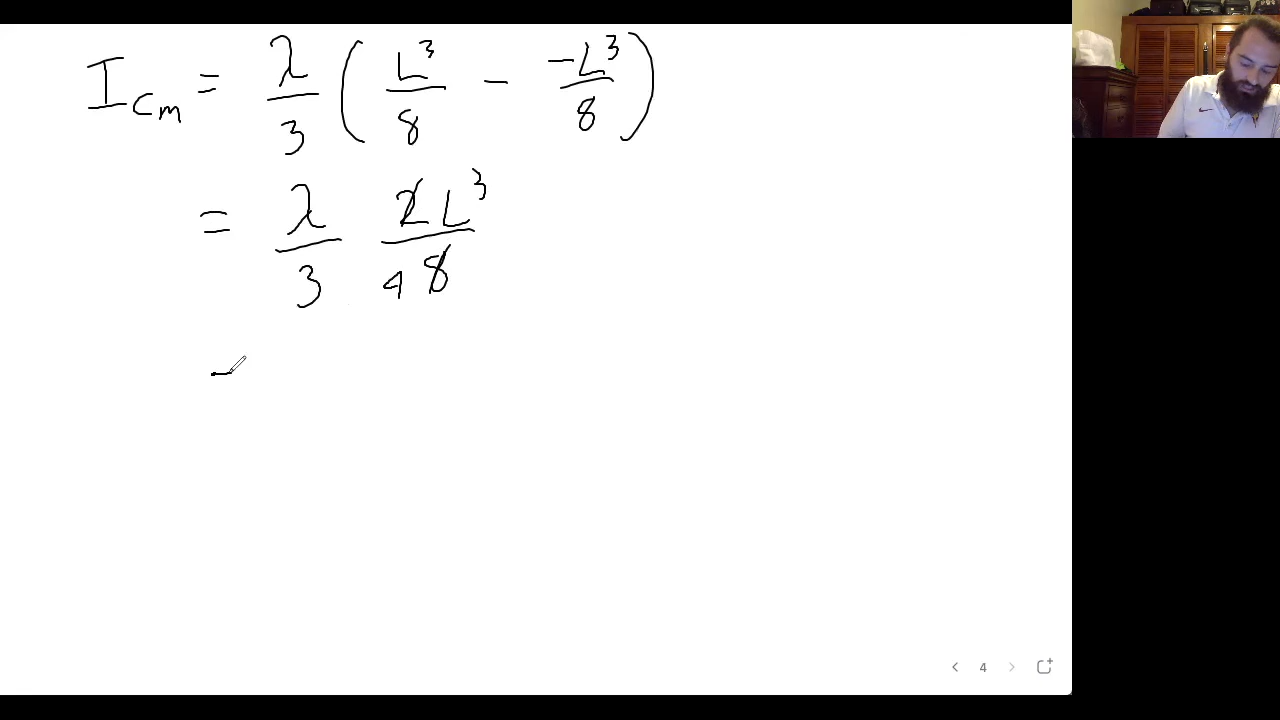 I_cm = λ/3 ( L³/8 - -L³/8 )
= λ/3 2L³/4 8
4